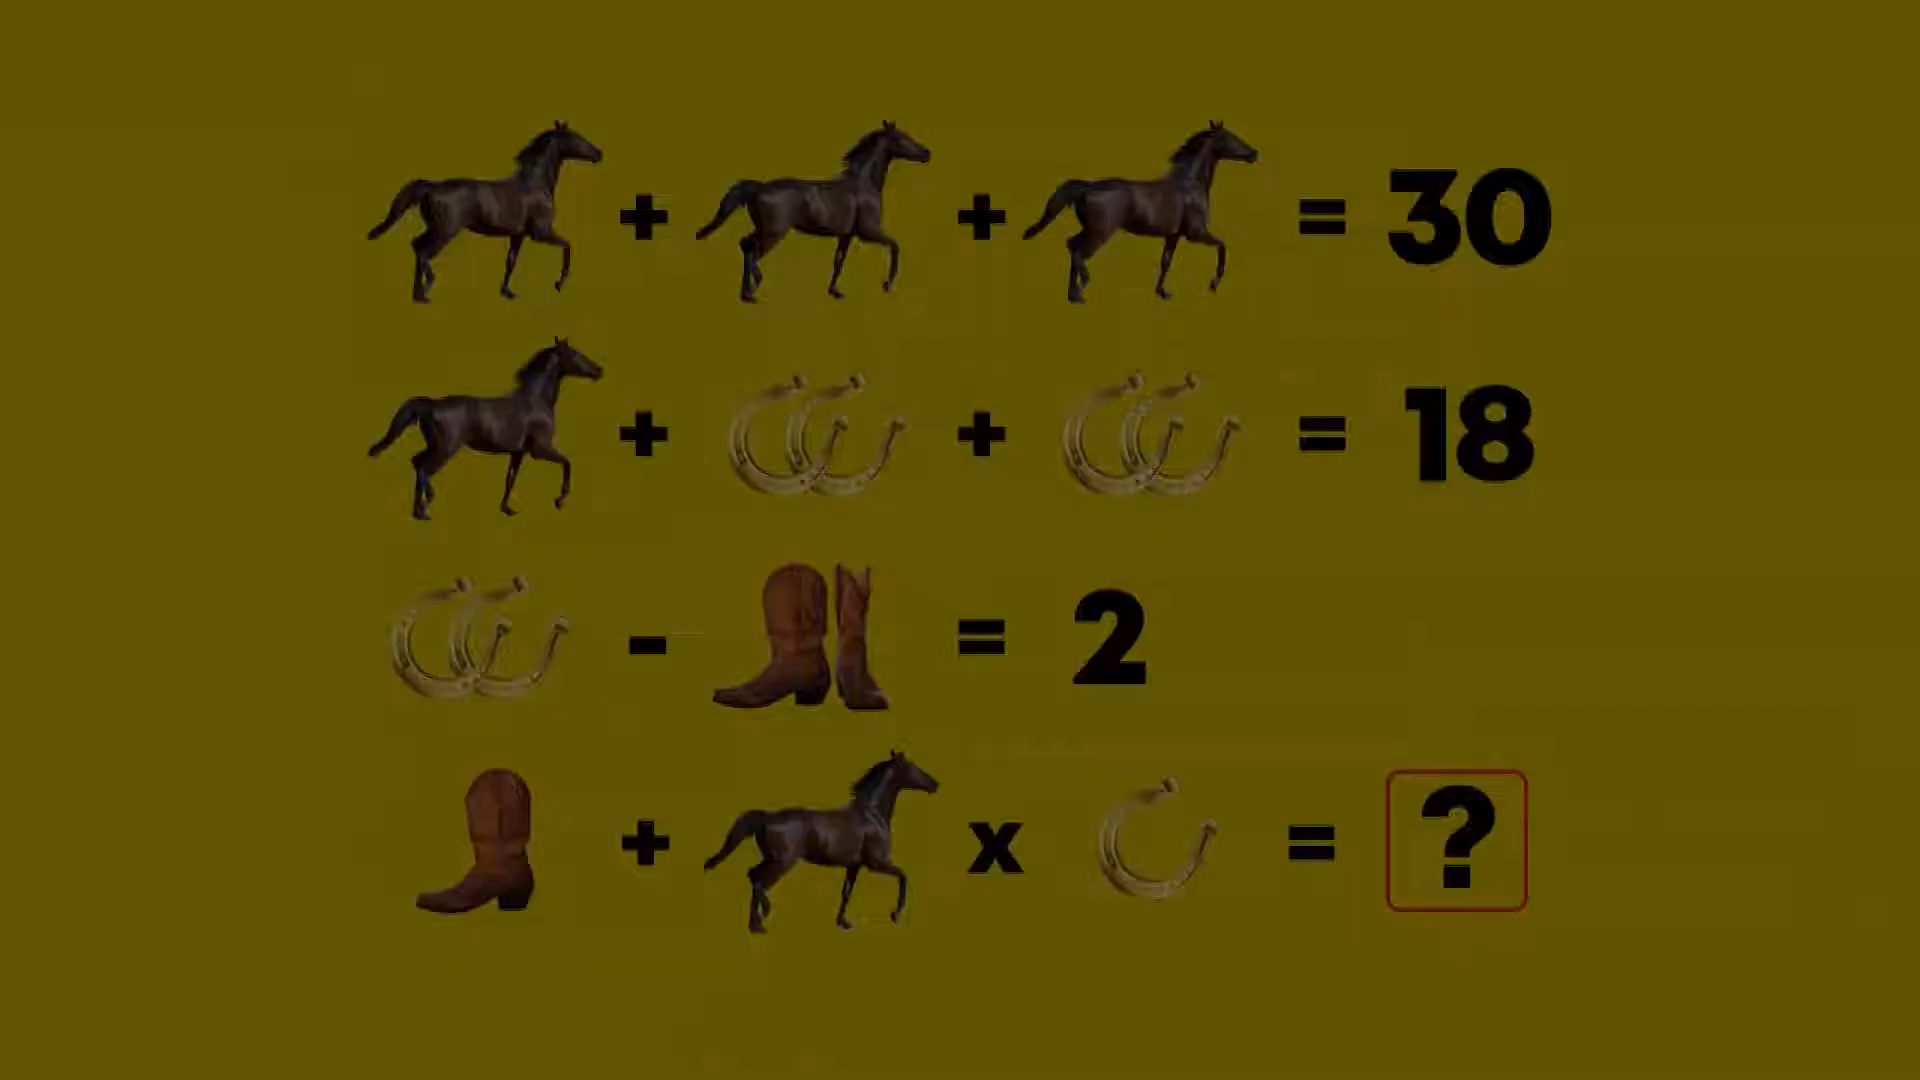 + + = 30
+ + = 18
- = 2
+ x = ?